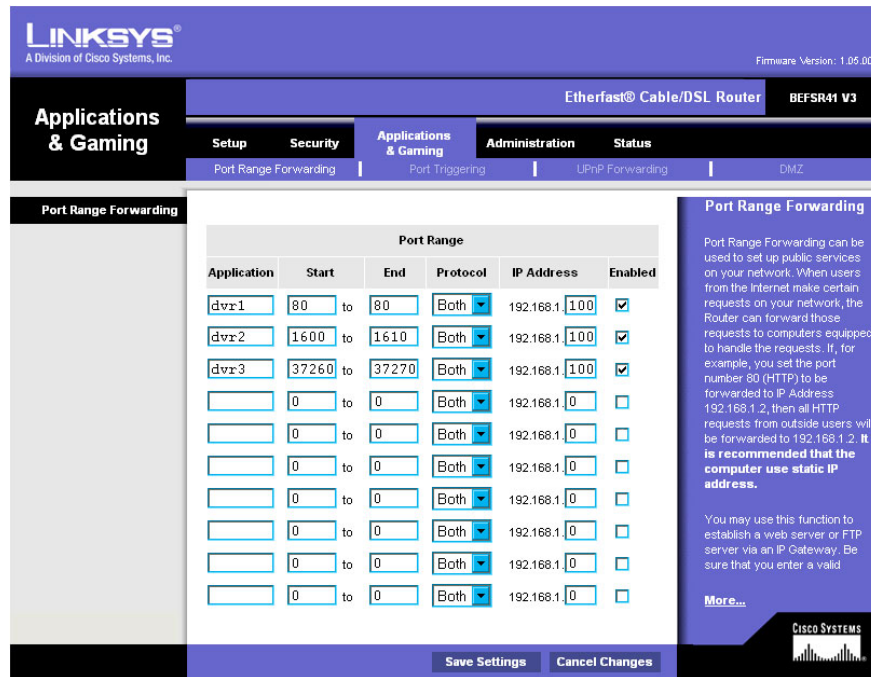 LINKSYS®
A Division of Cisco Systems, Inc.
Firmware Version: 1.05.00
Etherfast® Cable/DSL Router BEFSR41 V3
Applications & Gaming
Setup Security Applications & Gaming Administration Status
Port Range Forwarding Port Triggering UPnP Forwarding DMZ
Port Range Forwarding
Port Range
Application Start End Protocol IP Address Enabled
dvr1 80 to 80 Both 192.168.1.100
dvr2 1600 to 1610 Both 192.168.1.100
dvr3 37260 to 37270 Both 192.168.1.100
0 to 0 Both 192.168.1.0
0 to 0 Both 192.168.1.0
0 to 0 Both 192.168.1.0
0 to 0 Both 192.168.1.0
0 to 0 Both 192.168.1.0
0 to 0 Both 192.168.1.0
0 to 0 Both 192.168.1.0
Port Range Forwarding
Port Range Forwarding can be
used to set up public services
on your network. When users
from the Internet make certain
requests on your network, the
Router can forward those
requests to computers equipped
to handle the requests. If, for
example, you set the port
number 80 (HTTP) to be
forwarded to IP Address
192.168.1.2, then all HTTP
requests from outside users wil
be forwarded to 192.168.1.2. It
is recommended that the
computer use static IP
address.
You may use this function to
establish a web server or FTP
server via an IP Gateway. Be
sure that you enter a valid
More...
Save Settings Cancel Changes
CISCO SYSTEMS